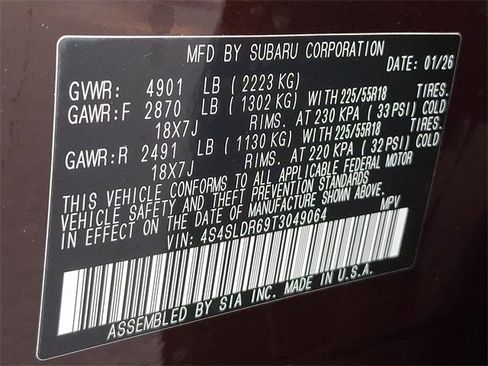 MFD BY SUBARU CORPORATION
DATE: 01/26
GVWR: 4901 LB (2223 KG)
GAWR:F 2870 LB (1302 KG) WITH 225/55R18 TIRES.
18X7J RIMS. AT 230 KPA (33 PSI) COLD
GAWR:R 2491 LB (1130 KG) WITH 225/55R18 TIRES.
18X7J RIMS. AT 220 KPA (32 PSI) COLD
THIS VEHICLE CONFORMS TO ALL APPLICABLE FEDERAL MOTOR
VEHICLE SAFETY AND THEFT PREVENTION STANDARDS
IN EFFECT ON THE DATE OF MANUFACTURE SHOWN ABOVE.
VIN: 4S4SLDR69T3049064 MPV
ASSEMBLED BY SIA INC. MADE IN U.S.A.